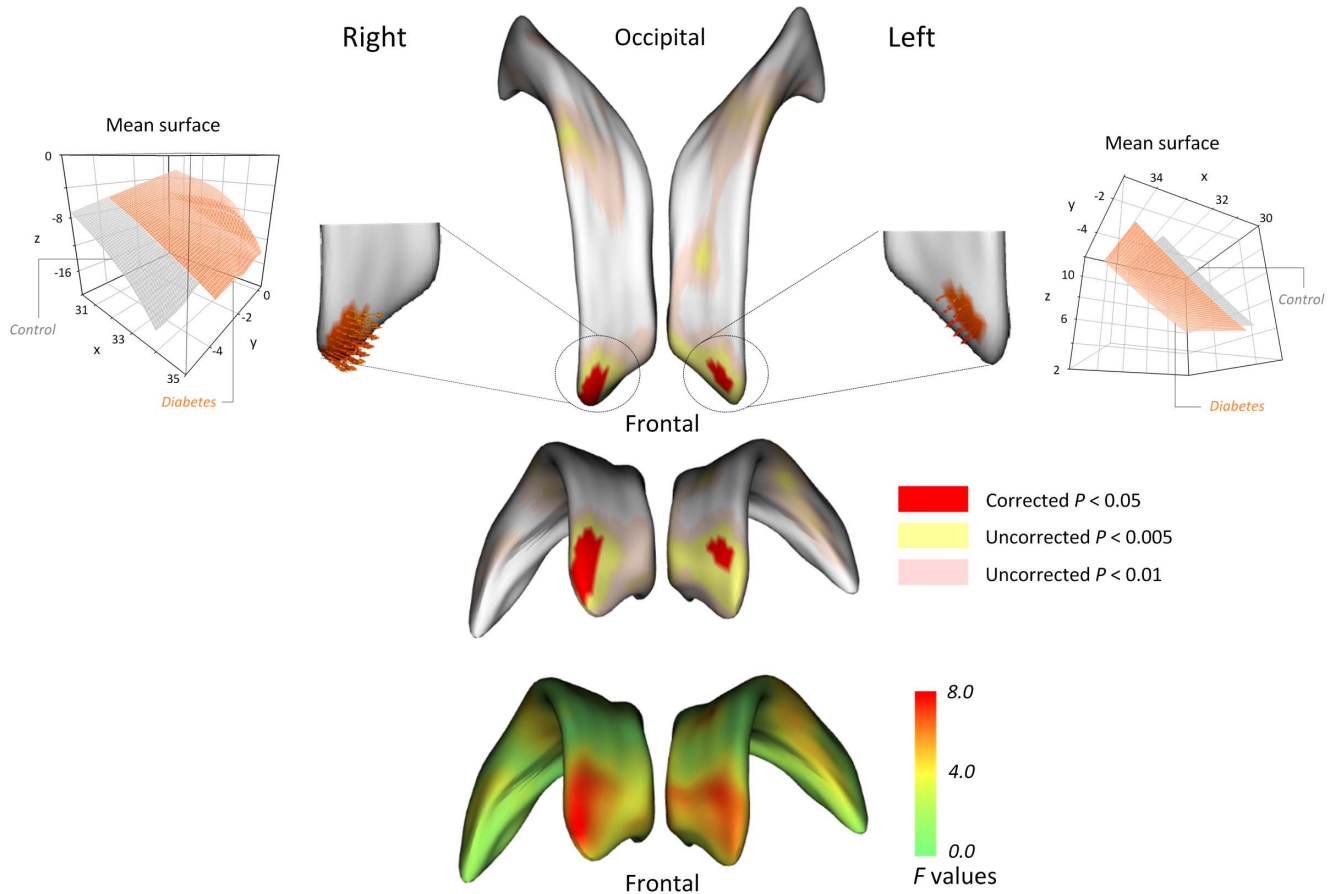 Right
Occipital
Left
Mean surface
0
-8
z
-16
31
33
x
35
0
-2
y
-4
Control
Diabetes
Mean surface
x
34
32
30
-2
y
-4
10
z
6
2
Control
Diabetes
Frontal
Corrected P < 0.05
Uncorrected P < 0.005
Uncorrected P < 0.01
8.0
4.0
0.0
F values
Frontal